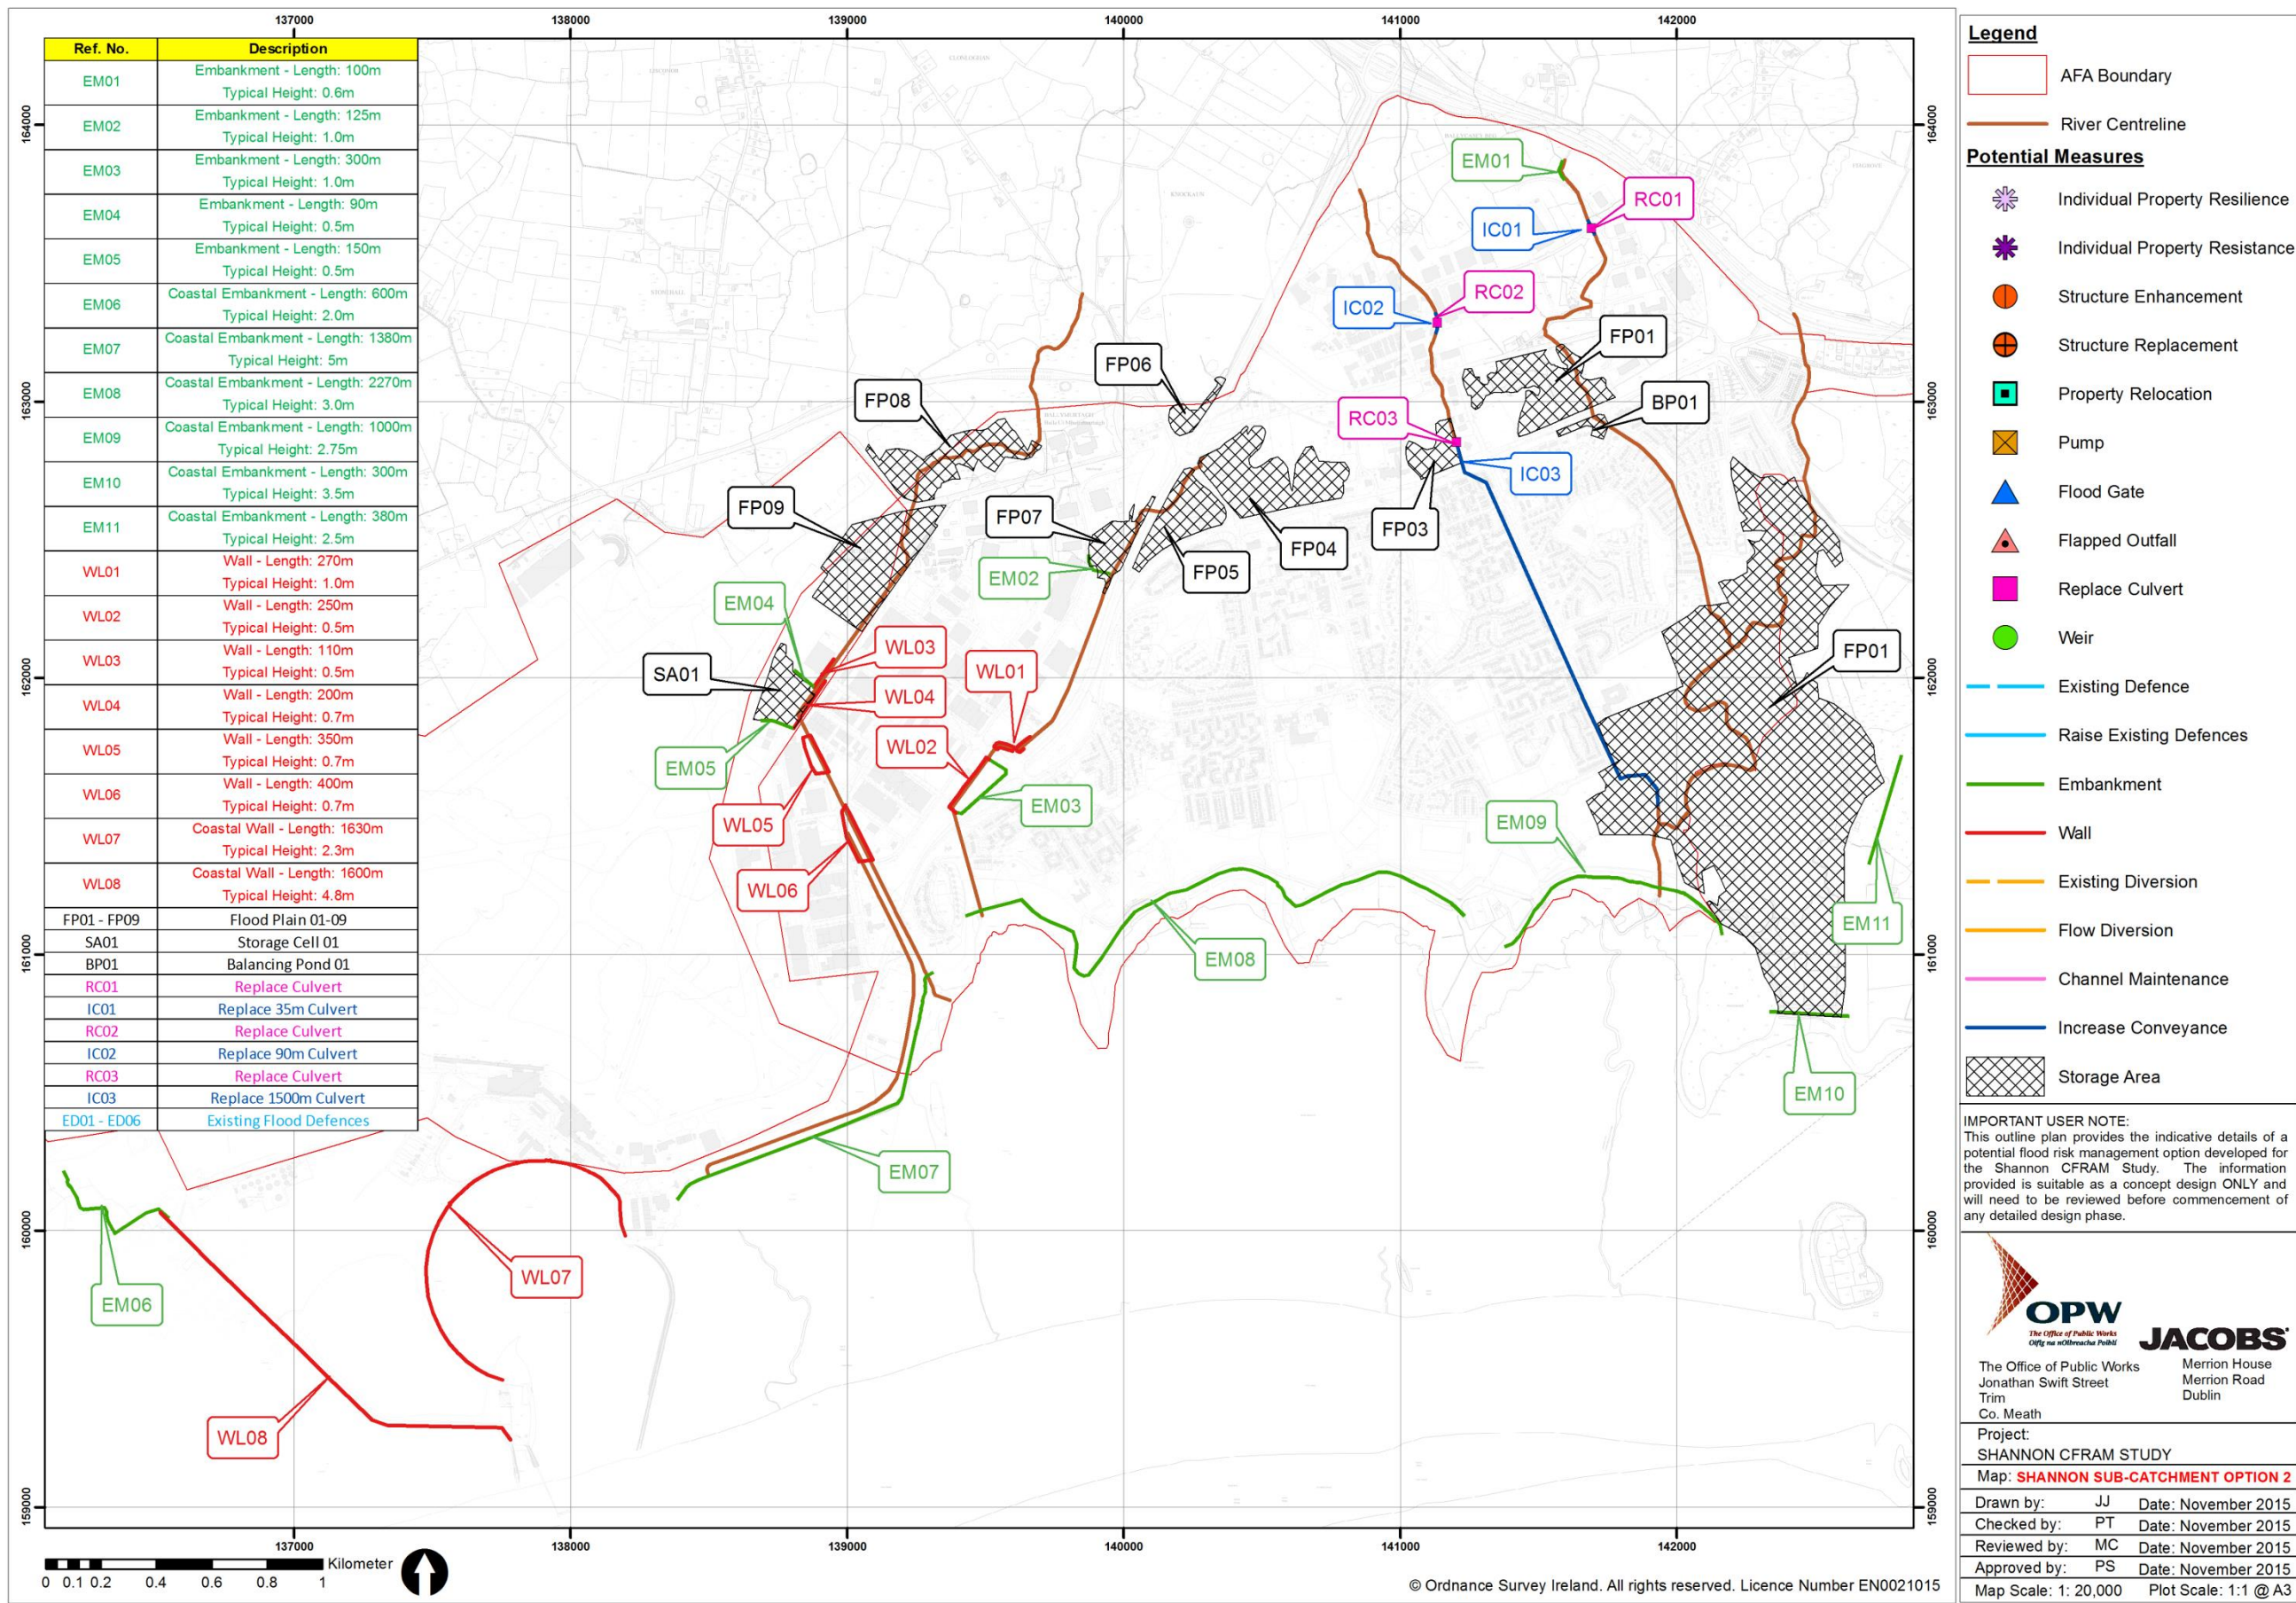 137000 138000 139000 140000 141000 142000
Ref. No. Description
EM01 Embankment - Length: 100m
Typical Height: 0.6m
EM02 Embankment - Length: 125m
Typical Height: 1.0m
EM03 Embankment - Length: 300m
Typical Height: 1.0m
EM04 Embankment - Length: 90m
Typical Height: 0.5m
EM05 Embankment - Length: 150m
Typical Height: 0.5m
EM06 Coastal Embankment - Length: 600m
Typical Height: 2.0m
EM07 Coastal Embankment - Length: 1380m
Typical Height: 5m
EM08 Coastal Embankment - Length: 2270m
Typical Height: 3.0m
EM09 Coastal Embankment - Length: 1000m
Typical Height: 2.75m
EM10 Coastal Embankment - Length: 300m
Typical Height: 3.5m
EM11 Coastal Embankment - Length: 380m
Typical Height: 2.5m
WL01 Wall - Length: 270m
Typical Height: 1.0m
WL02 Wall - Length: 250m
Typical Height: 0.5m
WL03 Wall - Length: 110m
Typical Height: 0.5m
WL04 Wall - Length: 200m
Typical Height: 0.7m
WL05 Wall - Length: 350m
Typical Height: 0.7m
WL06 Wall - Length: 400m
Typical Height: 0.7m
WL07 Coastal Wall - Length: 1630m
Typical Height: 2.3m
WL08 Coastal Wall - Length: 1600m
Typical Height: 4.8m
FP01 - FP09 Flood Plain 01-09
SA01 Storage Cell 01
BP01 Balancing Pond 01
RC01 Replace Culvert
IC01 Replace 35m Culvert
RC02 Replace Culvert
IC02 Replace 90m Culvert
RC03 Replace Culvert
IC03 Replace 1500m Culvert
ED01 - ED06 Existing Flood Defences
164000
163000
162000
161000
160000
159000
EM01
RC01
IC01
RC02
IC02
FP01
FP06
BP01
FP08
RC03
IC03
FP09
FP07
FP03
FP04
FP05
EM02
EM04
WL03
WL01
SA01
FP01
WL04
WL02
EM05
EM03
WL05
EM09
WL06
EM11
EM08
EM10
EM07
WL07
EM06
WL08
164000
163000
162000
161000
160000
159000
137000 138000 139000 140000 141000 142000
Kilometer
0 0.1 0.2 0.4 0.6 0.8 1
© Ordnance Survey Ireland. All rights reserved. Licence Number EN0021015
Legend
AFA Boundary
River Centreline
Potential Measures
Individual Property Resilience
Individual Property Resistance
Structure Enhancement
Structure Replacement
Property Relocation
Pump
Flood Gate
Flapped Outfall
Replace Culvert
Weir
Existing Defence
Raise Existing Defences
Embankment
Wall
Existing Diversion
Flow Diversion
Channel Maintenance
Increase Conveyance
Storage Area
IMPORTANT USER NOTE:
This outline plan provides the indicative details of a
potential flood risk management option developed for
the Shannon CFRAM Study. The information
provided is suitable as a concept design ONLY and
will need to be reviewed before commencement of
any detailed design phase.
OPW
The Office of Public Works
Oifig na nOibreacha Poiblí
JACOBS
The Office of Public Works
Jonathan Swift Street
Trim
Co. Meath
Merrion House
Merrion Road
Dublin
Project:
SHANNON CFRAM STUDY
Map: SHANNON SUB-CATCHMENT OPTION 2
Drawn by: JJ Date: November 2015
Checked by: PT Date: November 2015
Reviewed by: MC Date: November 2015
Approved by: PS Date: November 2015
Map Scale: 1: 20,000 Plot Scale: 1:1 @ A3